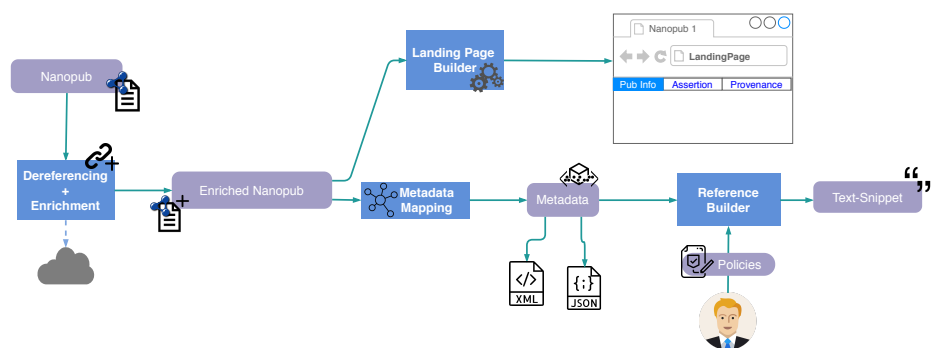 Nanopub
Dereferencing
+
Enrichment
+
Enriched Nanopub
+
Landing Page
Builder
Nanopub 1
LandingPage
Pub Info
Assertion
Provenance
Metadata
Mapping
Metadata
</>
XML
{;}
JSON
Reference
Builder
Policies
“
Text-Snippet
”